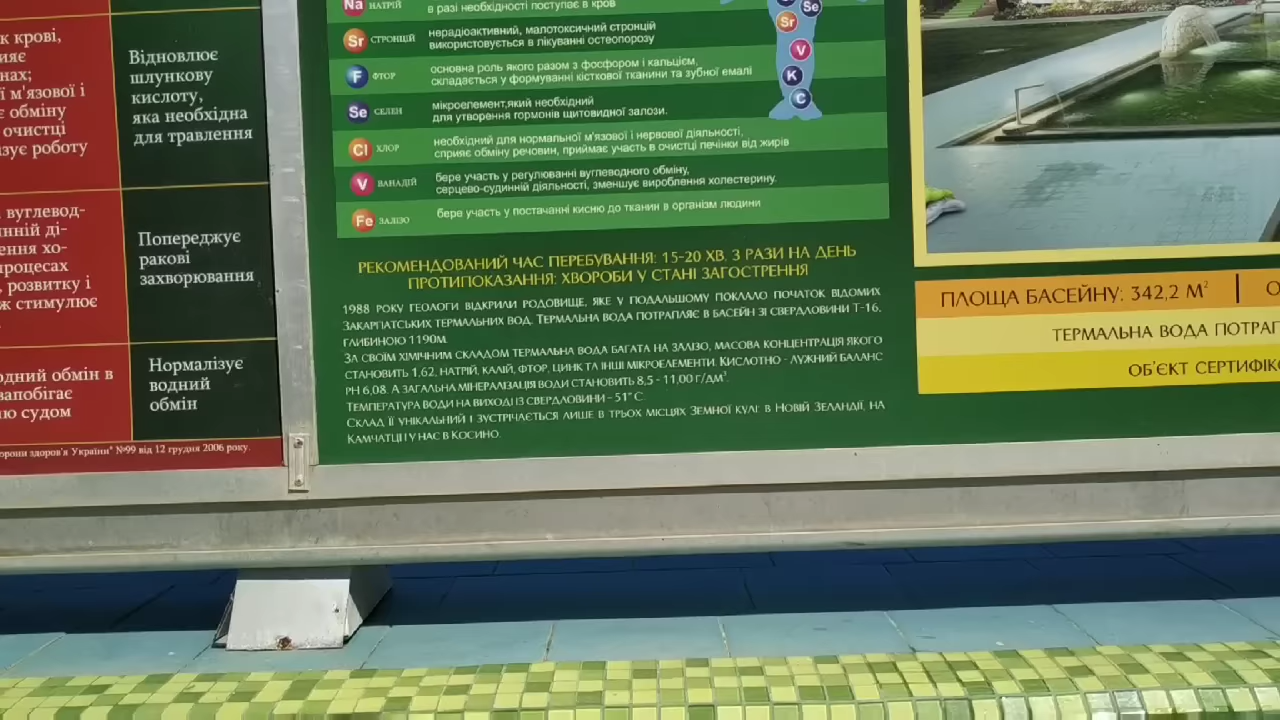 к крові,
ияє
нах;
ї м'язової і
є обміну
очистці
ізує роботу
Відновлює
шлункову
кислоту,
яка необхідна
для травлення
вуглевод-
инній ді-
ення хо-
процесах
, розвитку і
ж стимулює
Попереджує
ракові
захворювання
одний обмін в
запобігає
ню судом
Нормалізує
водний
обмін
орони здоров'я України" №99 від 12 грудня 2006 року.
Na НАТРІЙ
в разі необхідності поступає в кров
Sr СТРОНЦІЙ
нерадіоактивний, малотоксичний стронцій
використовується в лікуванні остеопорозу
F ФТОР
основна роль якого разом з фосфором і кальцієм,
складається у формуванні кісткової тканини та зубної емалі
Se СЕЛЕН
мікроелемент,який необхідний
для утворення гормонів щитовидної залози.
Cl ХЛОР
необхідний для нормальної м'язової і нервової діяльності,
сприяє обміну речовин, приймає участь в очистці печінки від жирів
V ВАНАДІЙ
бере участь у регулюванні вуглеводного обміну,
серцево-судинній діяльності, зменшує вироблення холестерину.
Fe ЗАЛІЗО
бере участь у постачанні кисню до тканин в організм людини
Se
Sr
V
K
C
РЕКОМЕНДОВАНИЙ ЧАС ПЕРЕБУВАННЯ: 15-20 ХВ. 3 РАЗИ НА ДЕНЬ
ПРОТИПОКАЗАННЯ: ХВОРОБИ У СТАНІ ЗАГОСТРЕННЯ
1988 РОКУ ГЕОЛОГИ ВІДКРИЛИ РОДОВИЩЕ, ЯКЕ У ПОДАЛЬШОМУ ПОКЛАЛО ПОЧАТОК ВІДОМИХ
ЗАКАРПАТСЬКИХ ТЕРМАЛЬНИХ ВОД. ТЕРМАЛЬНА ВОДА ПОТРАПЛЯЄ В БАСЕЙН ЗІ СВЕРДЛОВИНИ Т-16,
ГЛИБИНОЮ 1190М.
ЗА СВОЇМ ХІМІЧНИМ СКЛАДОМ ТЕРМАЛЬНА ВОДА БАГАТА НА ЗАЛІЗО, МАСОВА КОНЦЕНТРАЦІЯ ЯКОГО
СТАНОВИТЬ 1,62, НАТРІЙ, КАЛІЙ, ФТОР, ЦИНК ТА ІНШІ МІКРОЕЛЕМЕНТИ. КИСЛОТНО - ЛУЖНИЙ БАЛАНС
РН 6,08. А ЗАГАЛЬНА МІНЕРАЛІЗАЦІЯ ВОДИ СТАНОВИТЬ 8,5 - 11,00 Г/ДМ³.
ТЕМПЕРАТУРА ВОДИ НА ВИХОДІ ІЗ СВЕРДЛОВИНИ – 51° С.
СКЛАД ЇЇ УНІКАЛЬНИЙ І ЗУСТРІЧАЄТЬСЯ ЛИШЕ В ТРЬОХ МІСЦЯХ ЗЕМНОЇ КУЛІ: В НОВІЙ ЗЕЛАНДІЇ, НА
КАМЧАТЦІ І У НАС В КОСИНО.
ПЛОЩА БАСЕЙНУ: 342,2 М² | О
ТЕРМАЛЬНА ВОДА ПОТРАП
ОБ'ЄКТ СЕРТИФІК